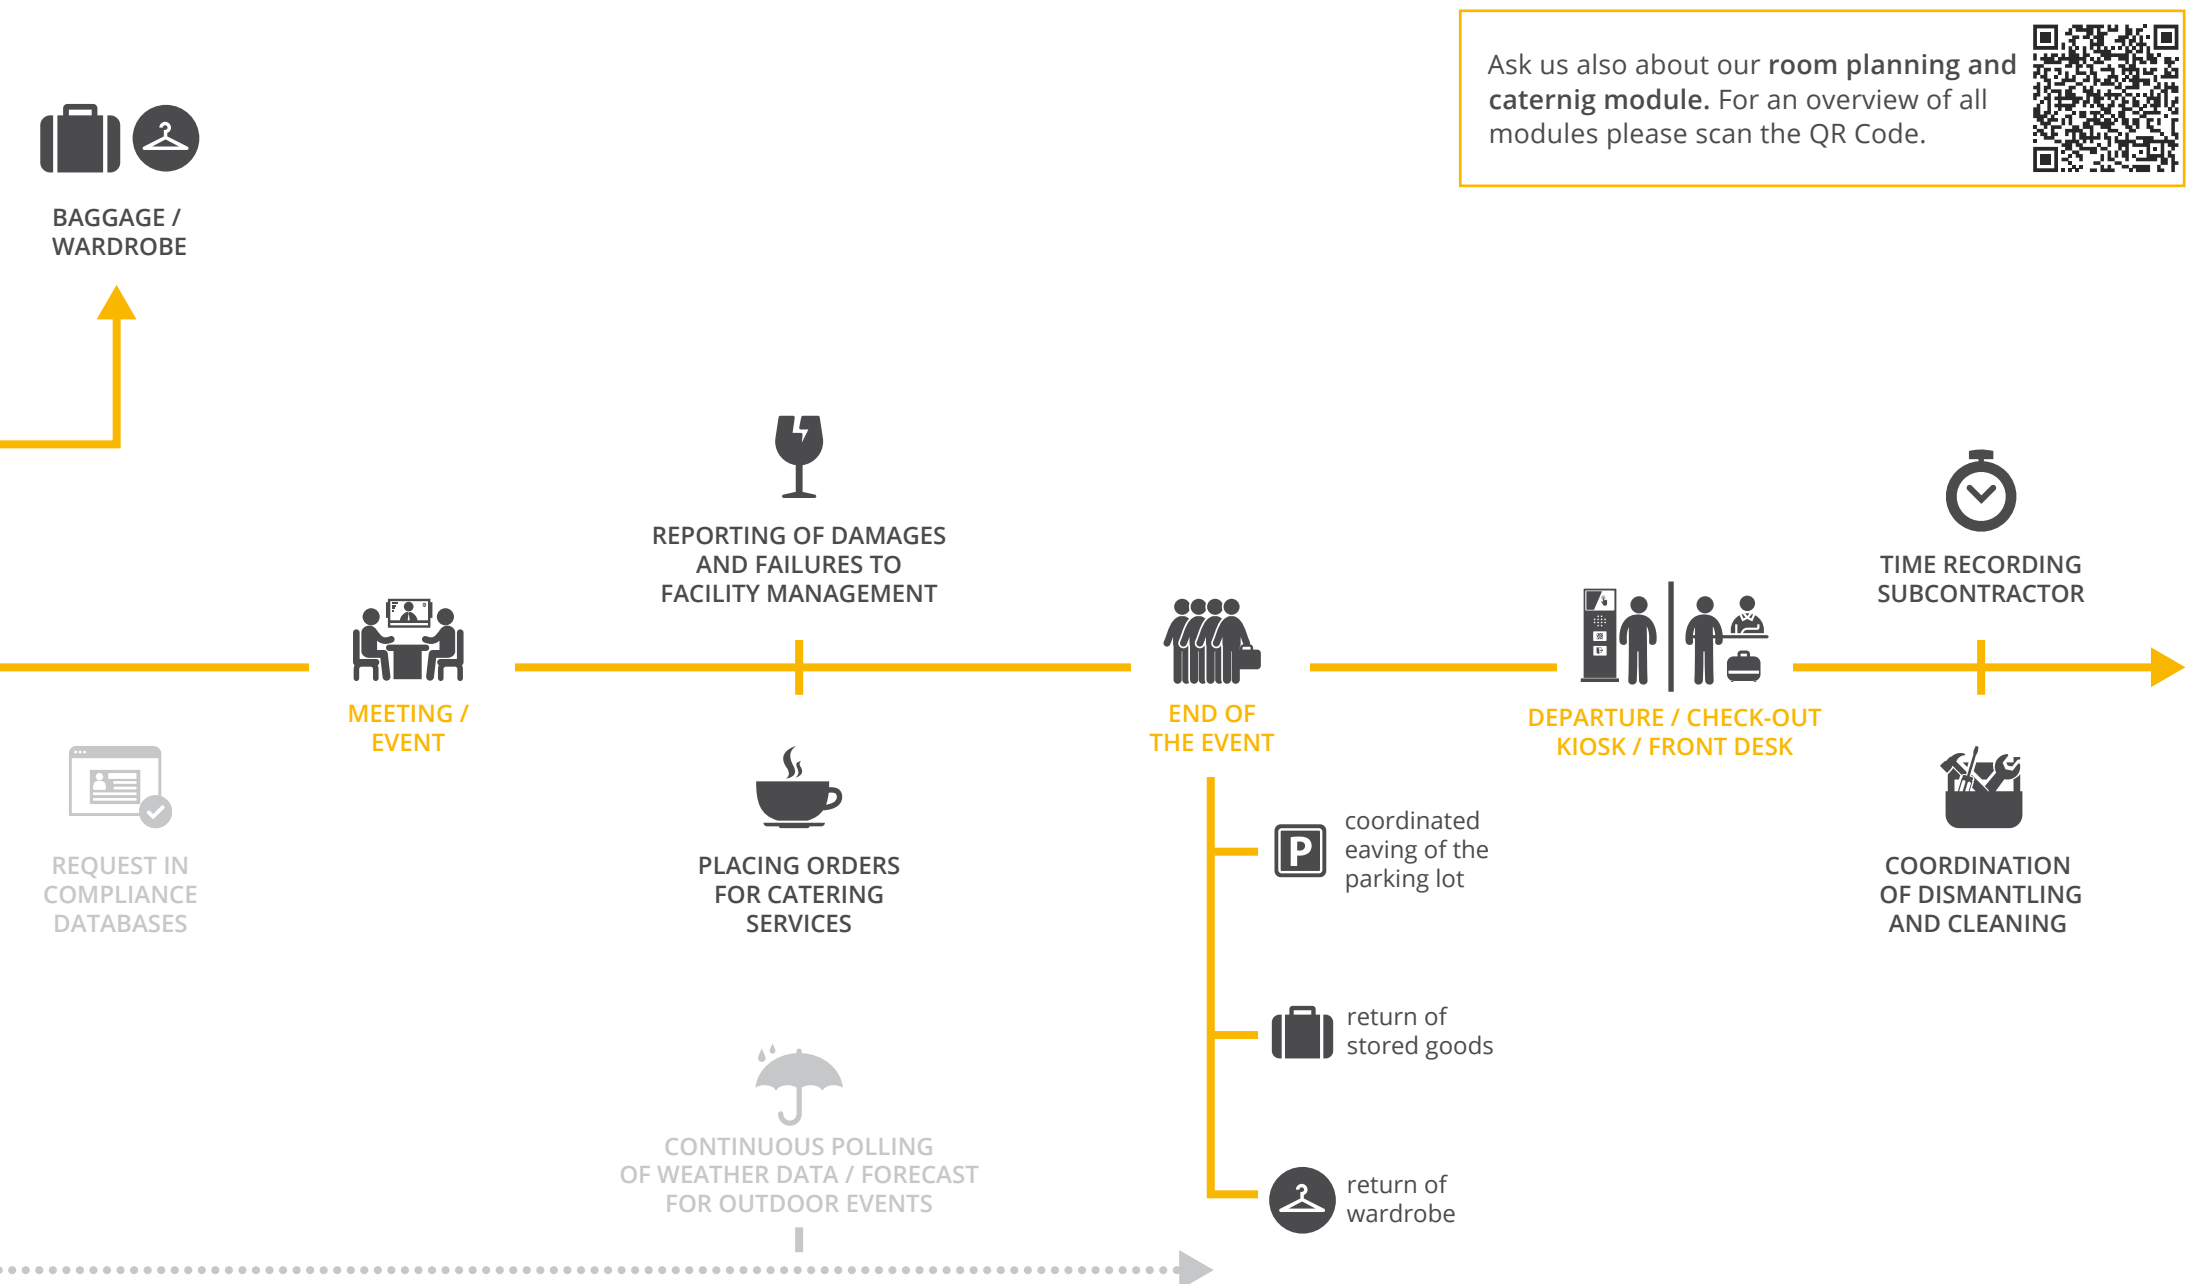 Ask us also about our room planning and
caternig module. For an overview of all
modules please scan the QR Code.
BAGGAGE /
WARDROBE
REPORTING OF DAMAGES
AND FAILURES TO
FACILITY MANAGEMENT
TIME RECORDING
SUBCONTRACTOR
MEETING /
EVENT
END OF
THE EVENT
DEPARTURE / CHECK-OUT
KIOSK / FRONT DESK
REQUEST IN
COMPLIANCE
DATABASES
PLACING ORDERS
FOR CATERING
SERVICES
P
coordinated
eaving of the
parking lot
COORDINATION
OF DISMANTLING
AND CLEANING
return of
stored goods
CONTINUOUS POLLING
OF WEATHER DATA / FORECAST
FOR OUTDOOR EVENTS
return of
wardrobe